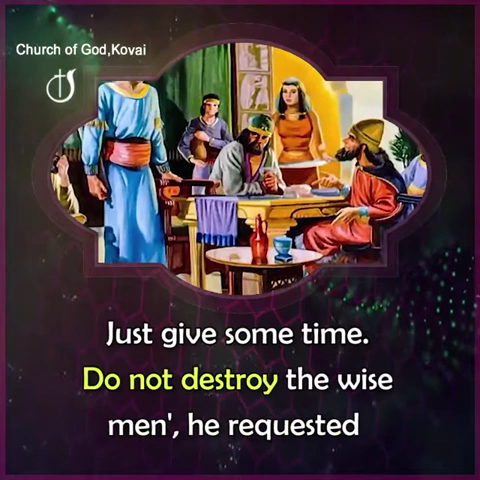 Church of God,Kovai
Just give some time.
Do not destroy the wise
men', he requested